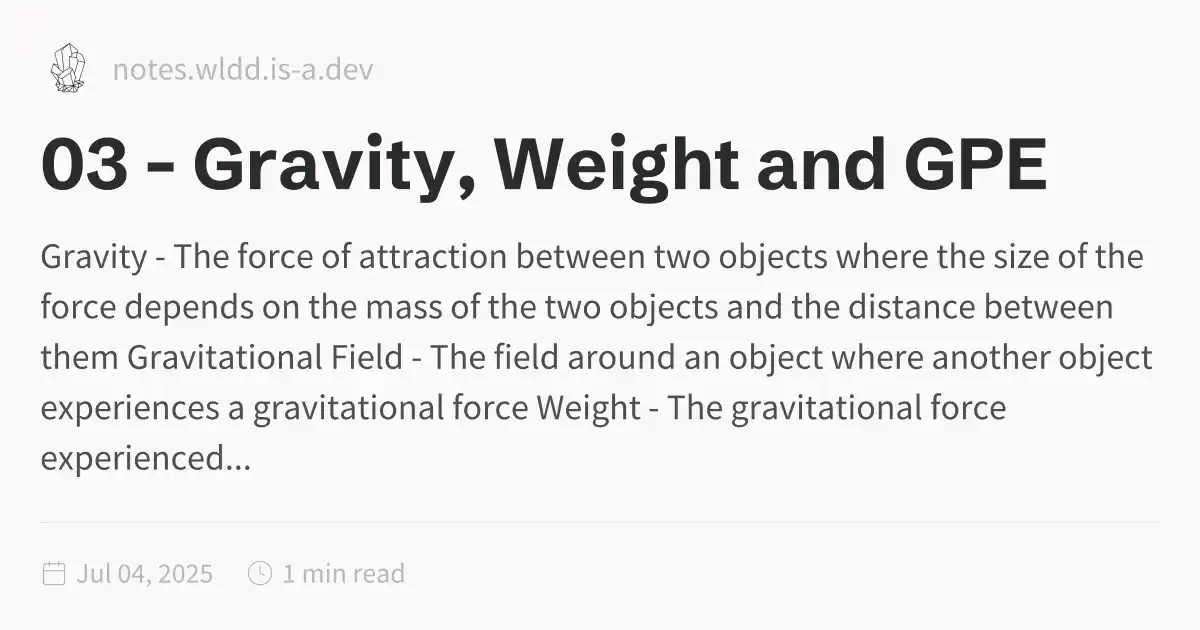 notes.wldd.is-a.dev
03 - Gravity, Weight and GPE
Gravity - The force of attraction between two objects where the size of the
force depends on the mass of the two objects and the distance between
them Gravitational Field - The field around an object where another object
experiences a gravitational force Weight - The gravitational force
experienced...
Jul 04, 2025 1 min read